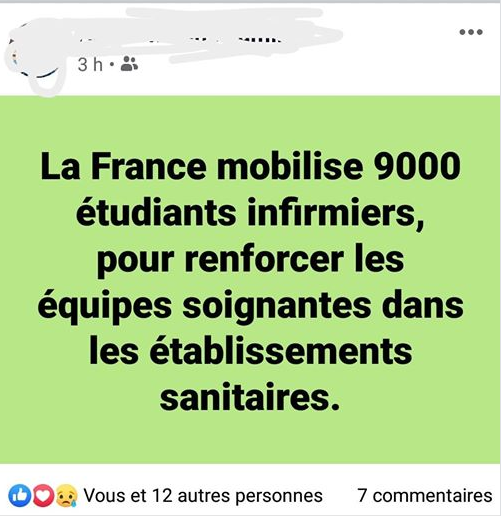 3 h ·
La France mobilise 9000
étudiants infirmiers,
pour renforcer les
équipes soignantes dans
les établissements
sanitaires.
Vous et 12 autres personnes 7 commentaires